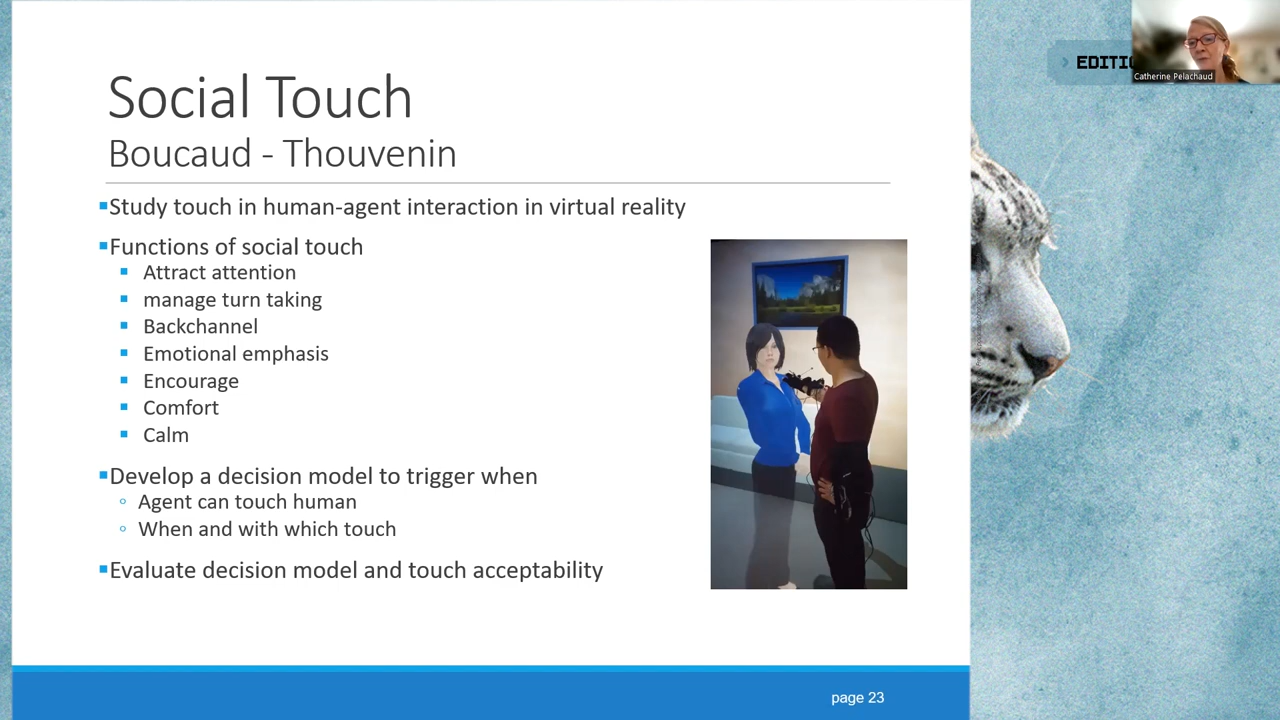 Social Touch
Boucaud - Thouvenin
Study touch in human-agent interaction in virtual reality
Functions of social touch
Attract attention
manage turn taking
Backchannel
Emotional emphasis
Encourage
Comfort
Calm
Develop a decision model to trigger when
Agent can touch human
When and with which touch
Evaluate decision model and touch acceptability
page 23
Catherine Pelachaud